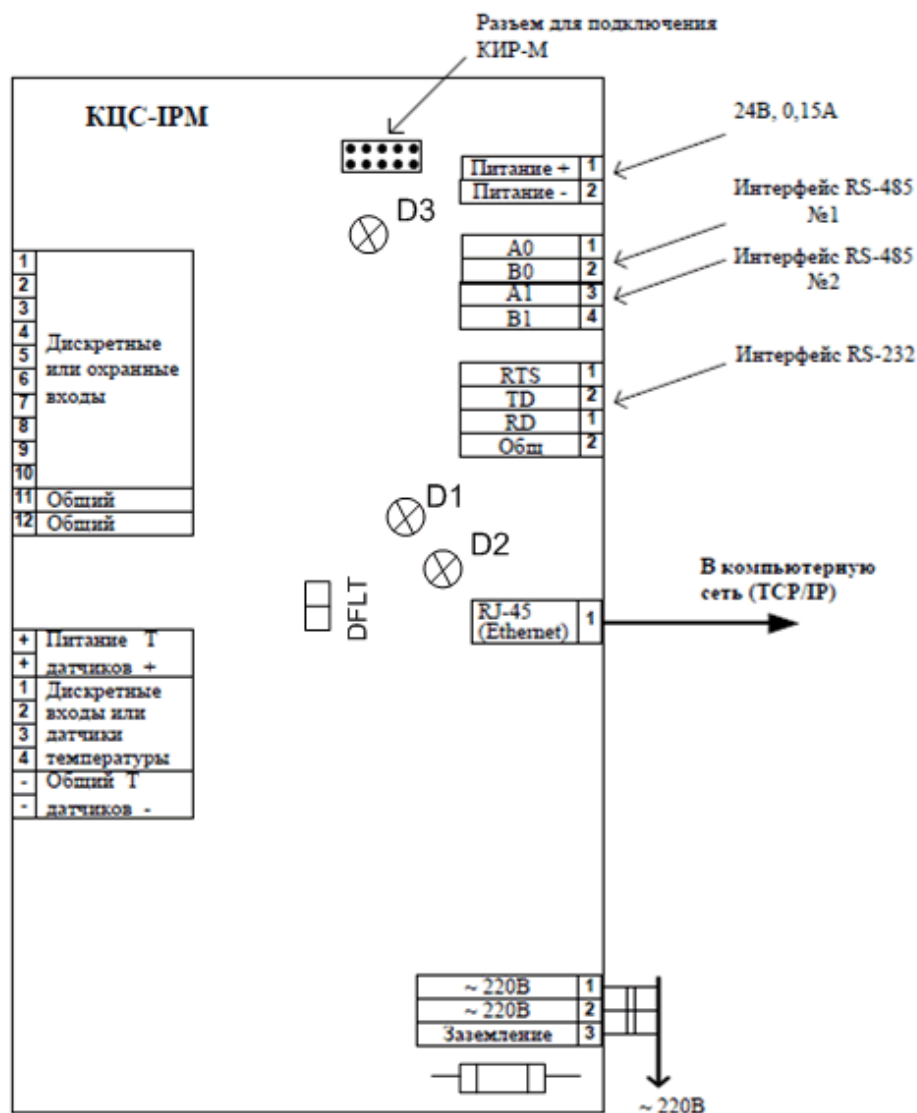 Разъем для подключения
КИР-М
КЦС-IPM
24В, 0,15А
Питание + 1
Питание - 2
Интерфейс RS-485
№1
D3
A0 1
B0 2
A1 3
B1 4
Интерфейс RS-485
№2
1
2
3
4
5
6
7
8
9
10
Дискретные
или охранные
входы
11 Общий
12 Общий
Интерфейс RS-232
RTS 1
TD 2
RD 1
Общ 2
D1
D2
DFLT
RJ-45
(Ethernet) 1
В компьютерную
сеть (TCP/IP)
+ Питание Т
+ датчиков +
1 Дискретные
2 входы или
3 датчики
4 температуры
- Общий Т
- датчиков -
~ 220В 1
~ 220В 2
Заземление 3
~ 220В